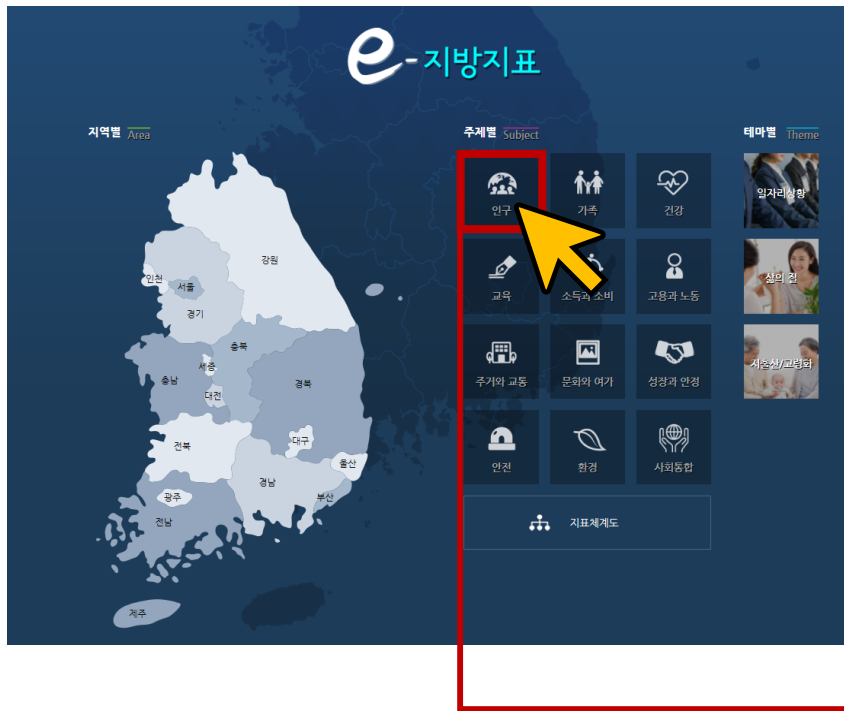 e-지방지표
지역별 Area
강원
인천
서울
경기
충북
세종
충남
경북
대전
대구
전북
울산
경남
광주
부산
전남
제주
주제별 Subject
인구
가족
건강
교육
소득과 소비
고용과 노동
주거와 교통
문화와 여가
성장과 안정
안전
환경
사회통합
지표체계도
테마별 Theme
일자리상황
삶의 질
저출산/고령화